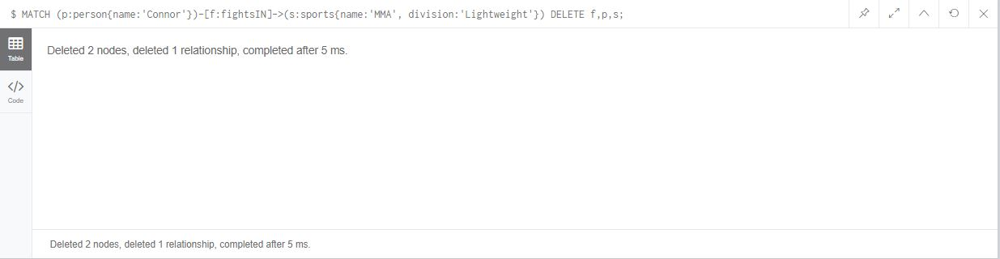 $ MATCH (p:person{name:'Connor'})-[f:fightsIN]->(s:sports{name:'MMA', division:'Lightweight'}) DELETE f,p,s;
Table
Deleted 2 nodes, deleted 1 relationship, completed after 5 ms.
</>
Code
Deleted 2 nodes, deleted 1 relationship, completed after 5 ms.